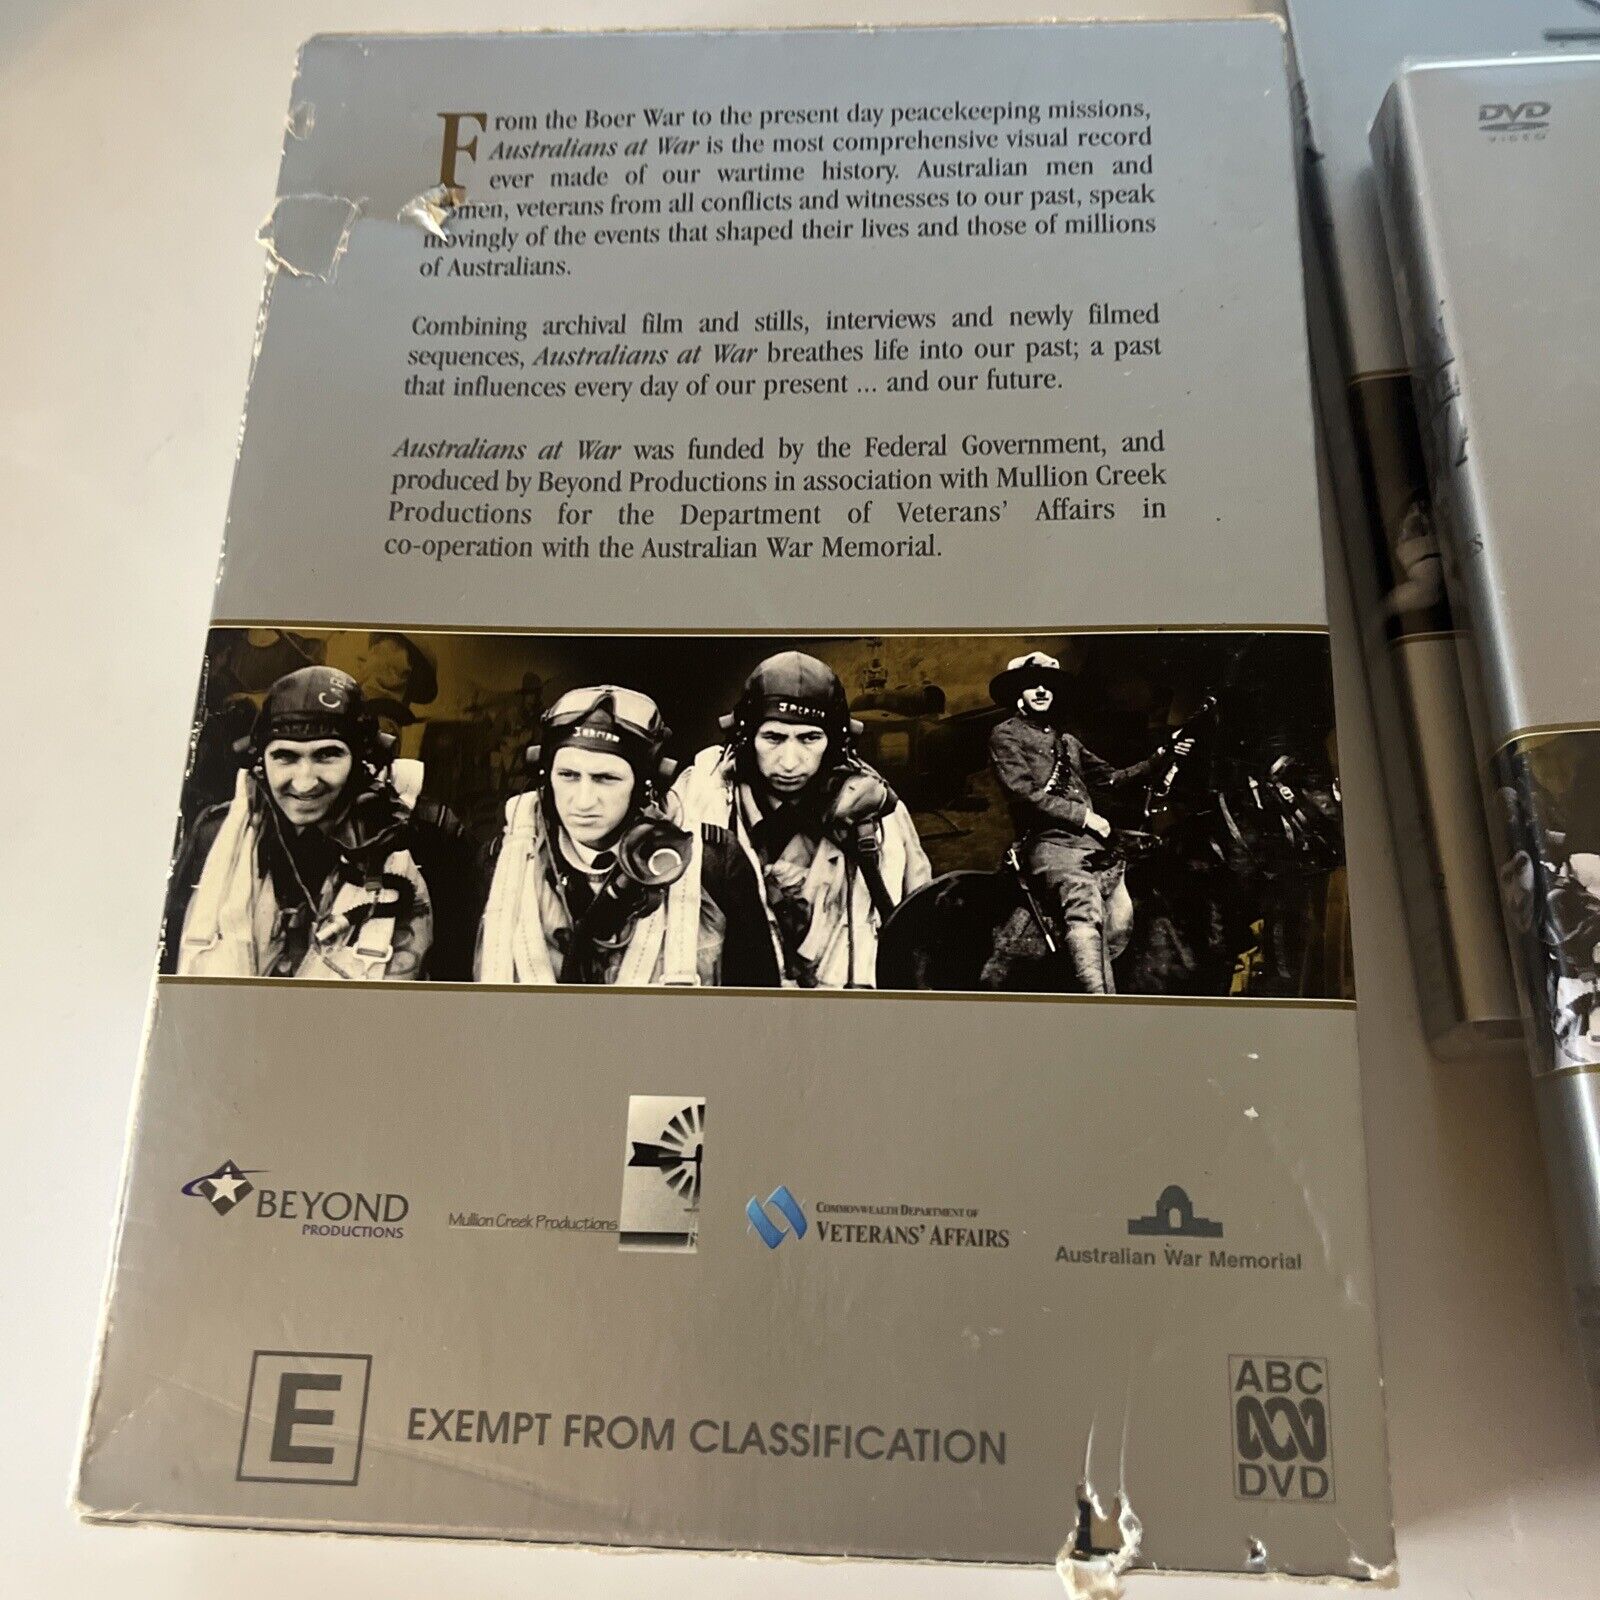 From the Boer War to the present day peacekeeping missions,
Australians at War is the most comprehensive visual record
ever made of our wartime history. Australian men and
women, veterans from all conflicts and witnesses to our past, speak
movingly of the events that shaped their lives and those of millions
of Australians.
Combining archival film and stills, interviews and newly filmed
sequences, Australians at War breathes life into our past; a past
that influences every day of our present ... and our future.
Australians at War was funded by the Federal Government, and
produced by Beyond Productions in association with Mullion Creek
Productions for the Department of Veterans' Affairs in
co-operation with the Australian War Memorial.
BEYOND
PRODUCTIONS
Mullion Creek Productions
COMMONWEALTH DEPARTMENT OF
VETERANS' AFFAIRS
Australian War Memorial
E
EXEMPT FROM CLASSIFICATION
ABC
DVD
DVD
VIDEO